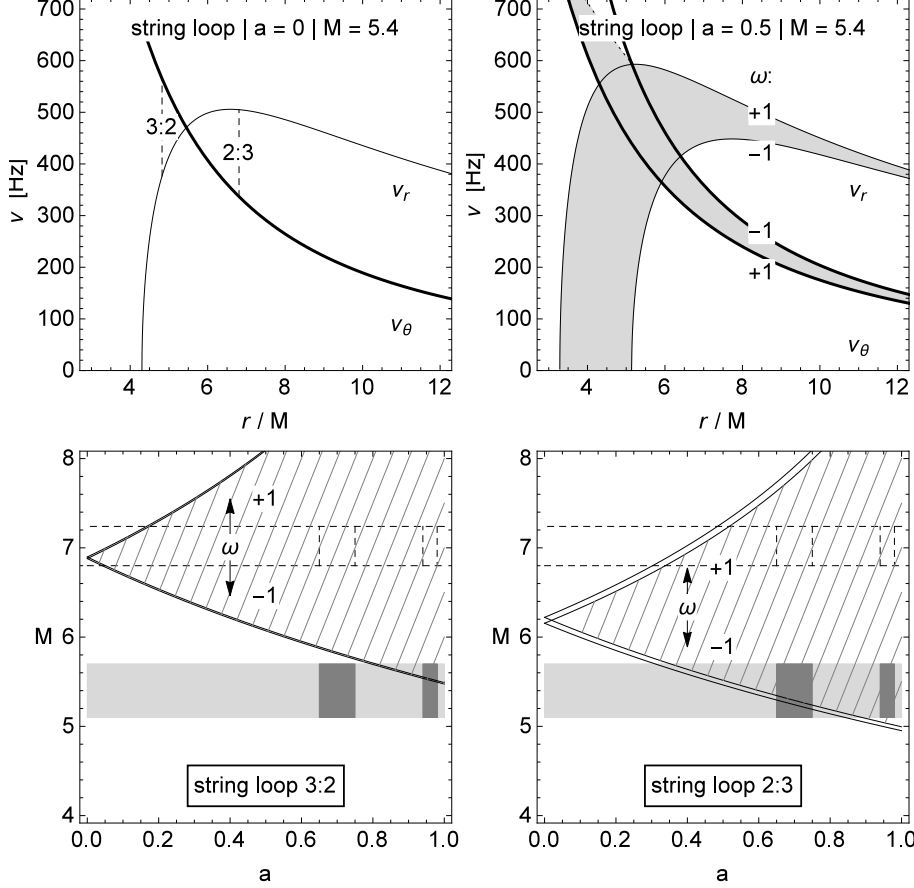 string loop | a = 0 | M = 5.4
700
600
500
400
300
200
100
0
ν [Hz]
3:2
2:3
ν_r
ν_θ
4 6 8 10 12
r / M
string loop | a = 0.5 | M = 5.4
700
600
500
400
300
200
100
0
ν [Hz]
ω:
+1
−1
ν_r
−1
+1
ν_θ
4 6 8 10 12
r / M
8
7
6
5
4
M
+1
ω
−1
string loop 3:2
0.0 0.2 0.4 0.6 0.8 1.0
a
8
7
6
5
4
M
+1
ω
−1
string loop 2:3
0.0 0.2 0.4 0.6 0.8 1.0
a